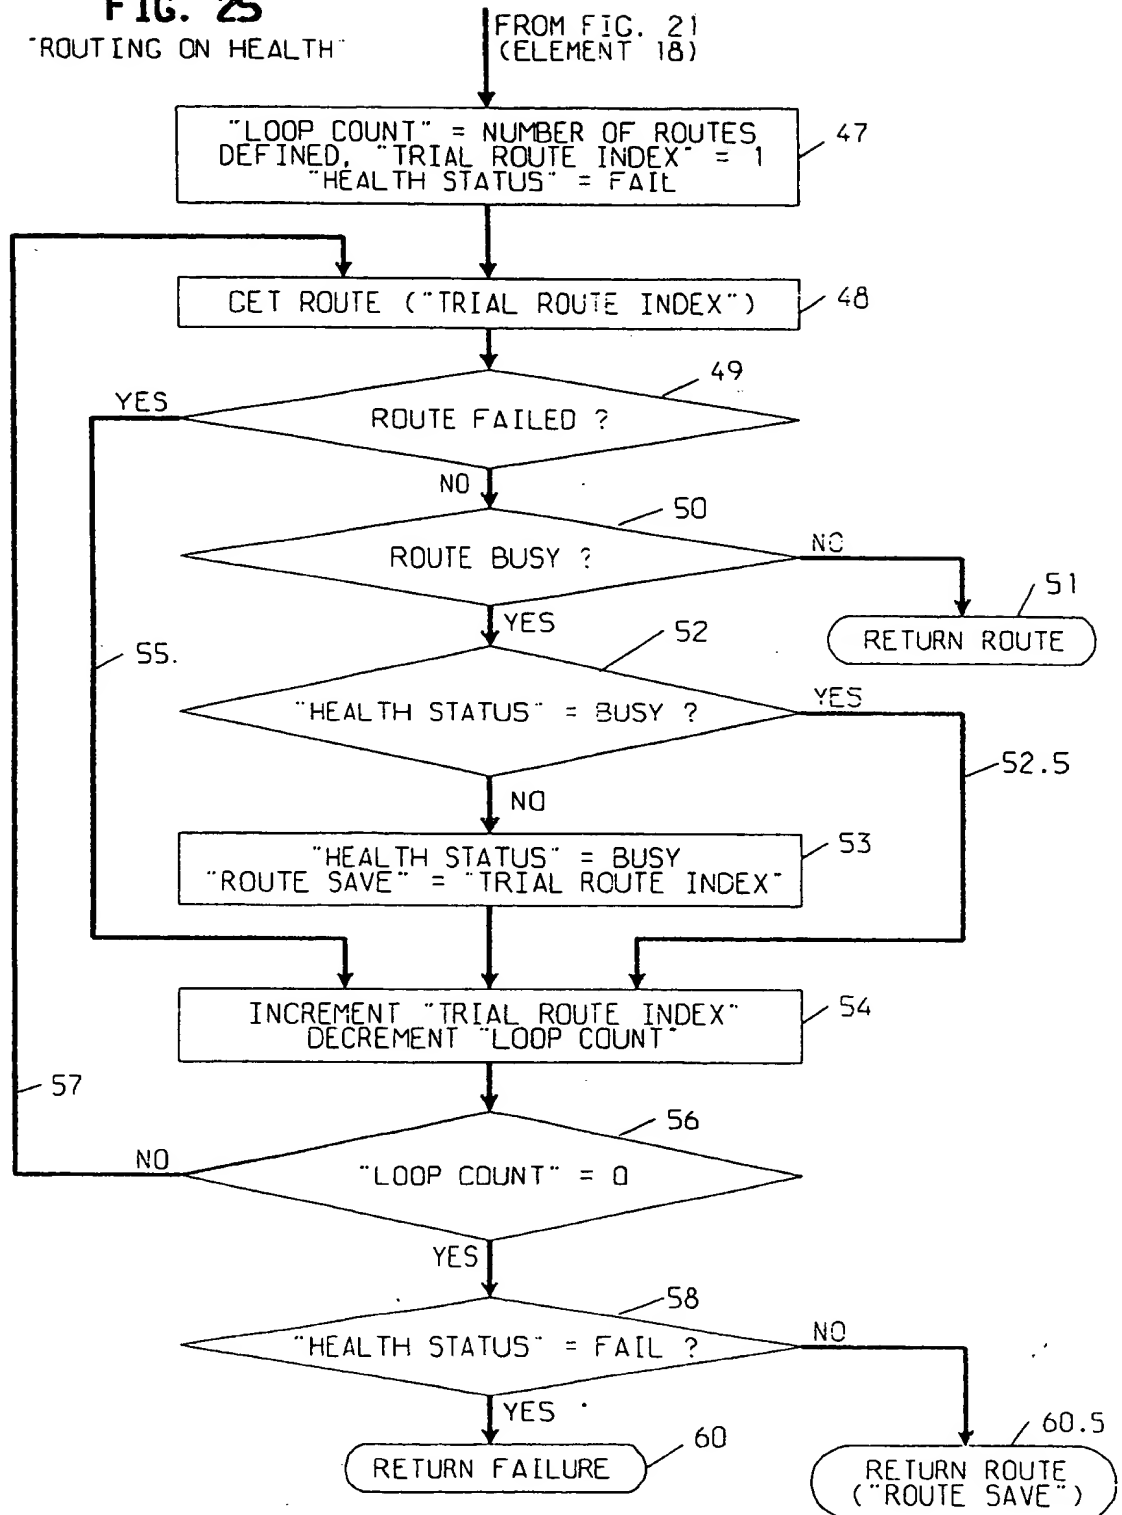 FIG. 25
"ROUTING ON HEALTH"
FROM FIG. 21
(ELEMENT 18)
"LOOP COUNT" = NUMBER OF ROUTES
DEFINED, "TRIAL ROUTE INDEX" = 1
"HEALTH STATUS" = FAIL
47
GET ROUTE ("TRIAL ROUTE INDEX")
48
49
YES
ROUTE FAILED ?
NO
50
ROUTE BUSY ?
NO
51
RETURN ROUTE
YES
52
55.
"HEALTH STATUS" = BUSY ?
YES
52.5
NO
"HEALTH STATUS" = BUSY
"ROUTE SAVE" = "TRIAL ROUTE INDEX"
53
INCREMENT "TRIAL ROUTE INDEX"
DECREMENT "LOOP COUNT"
54
57
56
NO
"LOOP COUNT" = 0
YES
58
"HEALTH STATUS" = FAIL ?
NO
YES
60
RETURN FAILURE
60.5
RETURN ROUTE
("ROUTE SAVE")